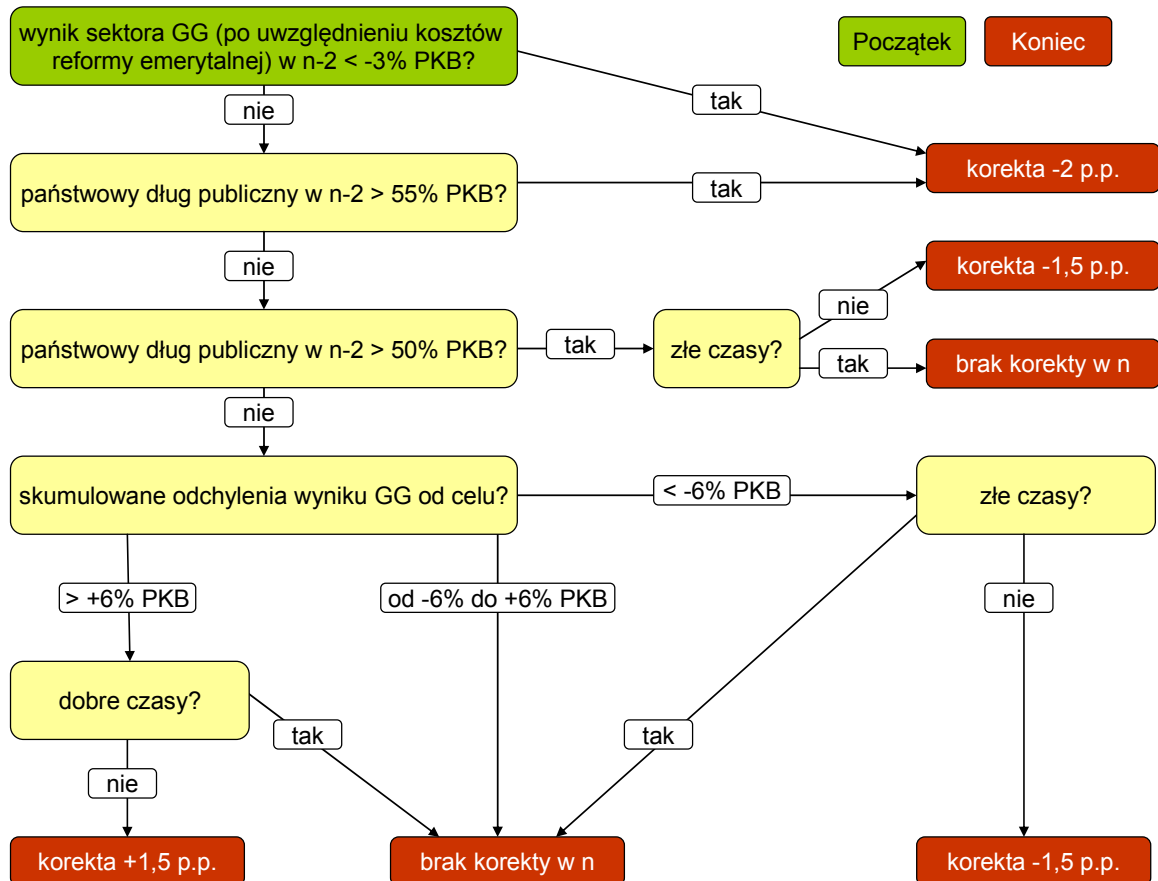 wynik sektora GG (po uwzględnieniu kosztów
reformy emerytalnej) w n-2 < -3% PKB?
Początek
Koniec
nie
tak
państwowy dług publiczny w n-2 > 55% PKB?
tak
korekta -2 p.p.
nie
korekta -1,5 p.p.
nie
państwowy dług publiczny w n-2 > 50% PKB?
tak
złe czasy?
tak
brak korekty w n
nie
skumulowane odchylenia wyniku GG od celu?
< -6% PKB
złe czasy?
> +6% PKB
od -6% do +6% PKB
nie
dobre czasy?
tak
tak
nie
korekta +1,5 p.p.
brak korekty w n
korekta -1,5 p.p.